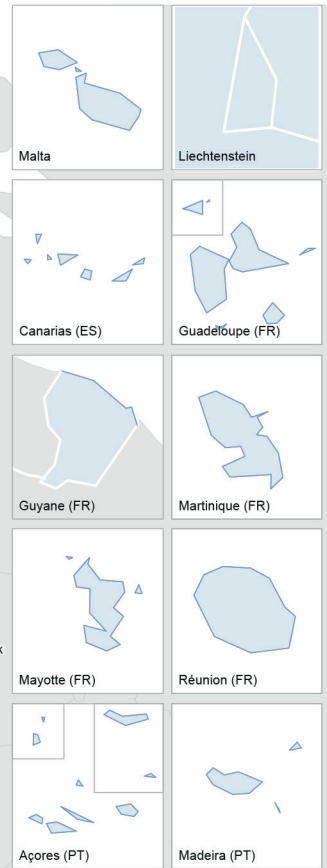 Malta
Liechtenstein
Canarias (ES)
Guadeloupe (FR)
Guyane (FR)
Martinique (FR)
Mayotte (FR)
Réunion (FR)
Açores (PT)
Madeira (PT)